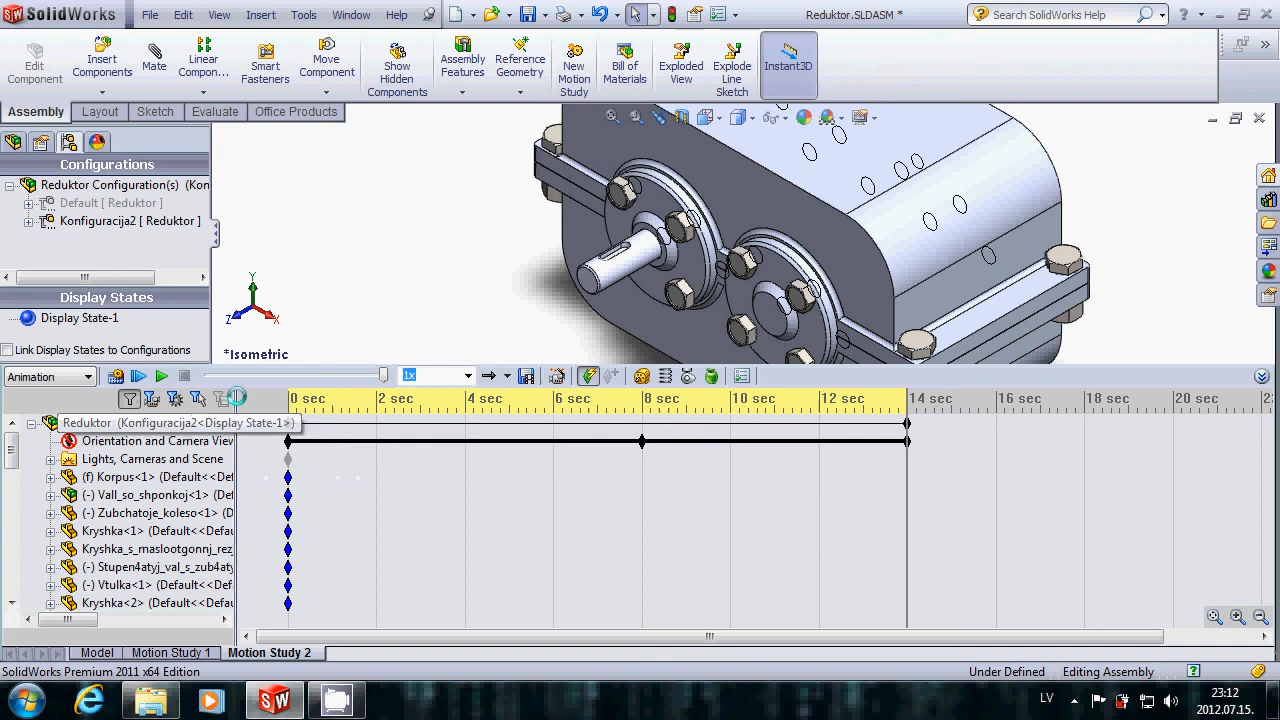 SolidWorks File Edit View Insert Tools Window Help Reduktor.SLDASM * Search SolidWorks Help
Edit Component
Insert Components
Mate
Linear Compon...
Smart Fasteners
Move Component
Show Hidden Components
Assembly Features
Reference Geometry
New Motion Study
Bill of Materials
Exploded View
Explode Line Sketch
Instant3D
Assembly Layout Sketch Evaluate Office Products
Configurations
Reduktor Configuration(s) (Kon
Default [ Reduktor ]
Konfiguracija2 [ Reduktor ]
Display States
Display State-1
Link Display States to Configurations
Y
Z X
*Isometric
Animation 1x
0 sec 2 sec 4 sec 6 sec 8 sec 10 sec 12 sec 14 sec 16 sec 18 sec 20 sec 22
Reduktor (Konfiguracija2<Display State-1>)
Orientation and Camera View
Lights, Cameras and Scene
(f) Korpus<1> (Default<<Defa
(-) Vall_so_shponkoj<1> (De
(-) Zubchatoje_koleso<1> (D
Kryshka<1> (Default<<Defau
Kryshka_s_maslootgonnj_rez
(-) Stupen4atyj_val_s_zub4aty
(-) Vtulka<1> (Default<<Defa
Kryshka<2> (Default<<Defau
Model Motion Study 1 Motion Study 2
SolidWorks Premium 2011 x64 Edition Under Defined Editing Assembly
LV 23:12
2012.07.15.